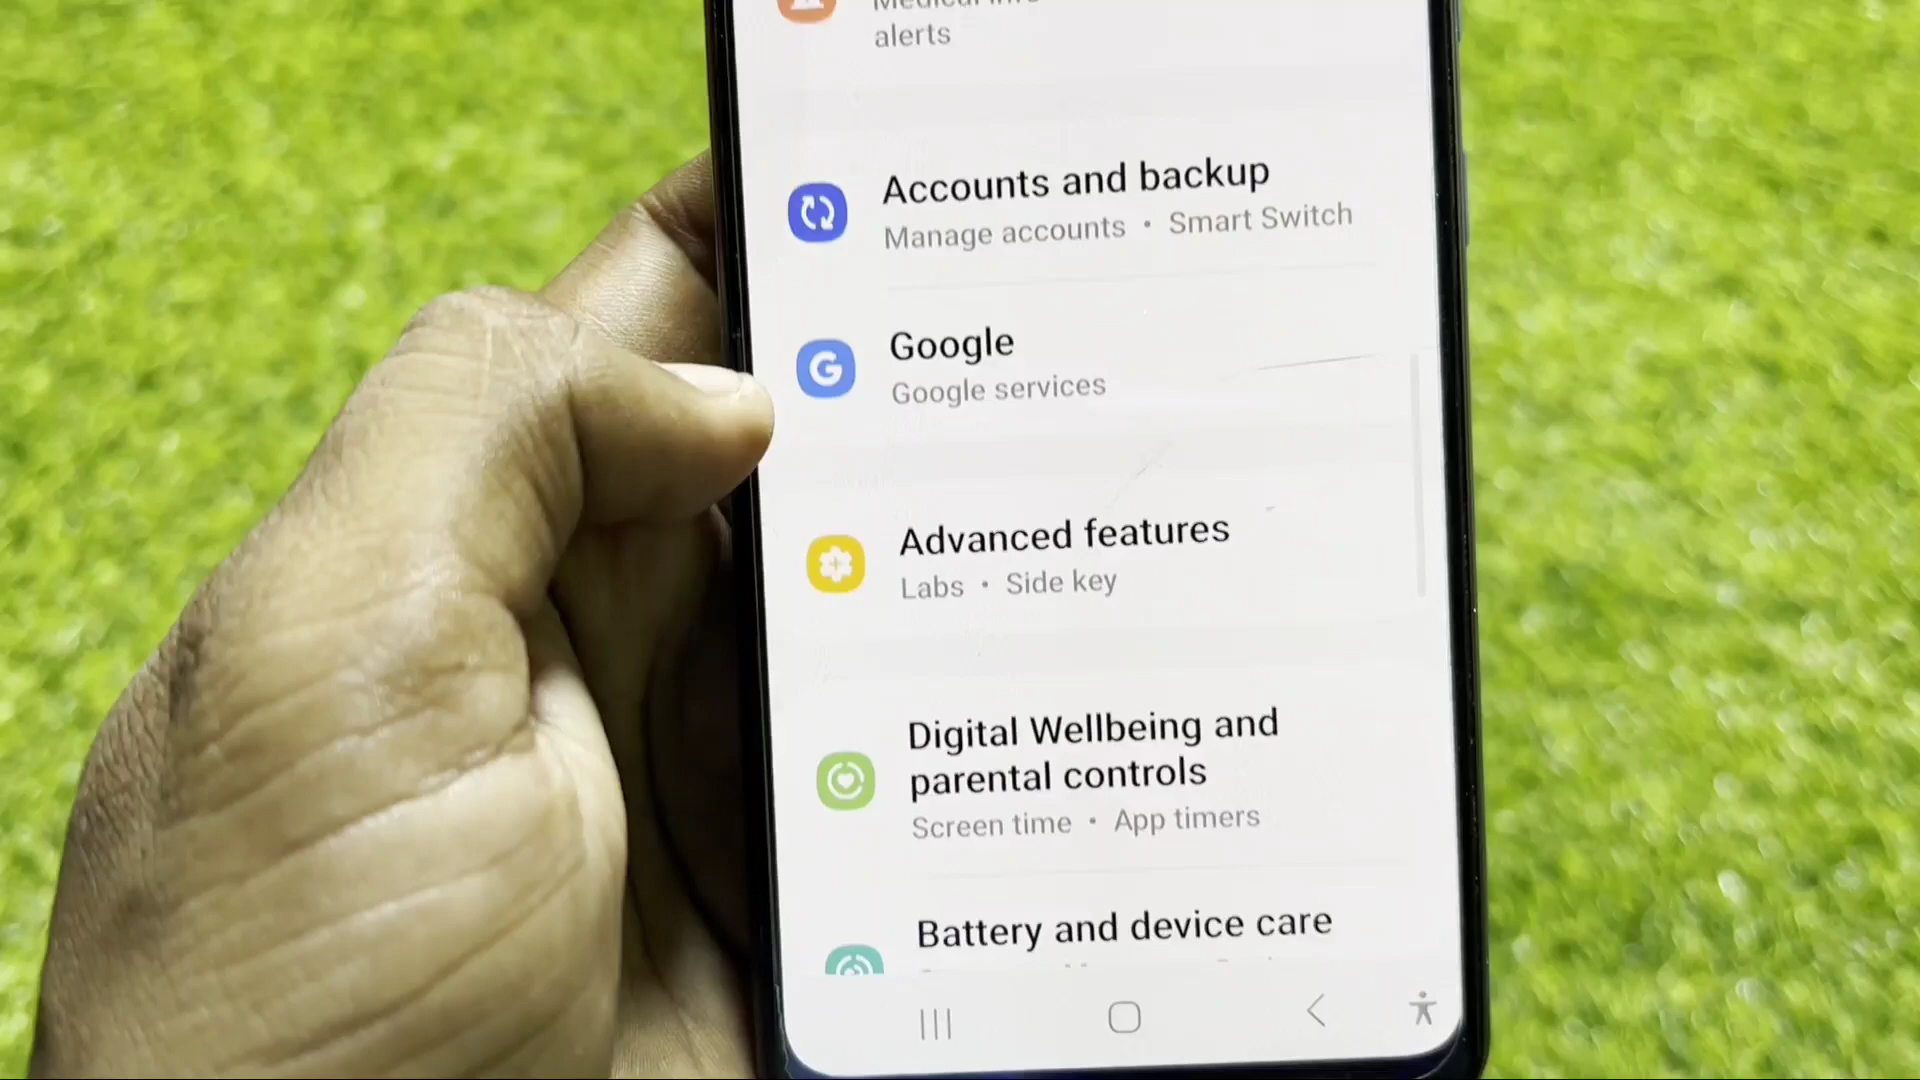 alerts
Accounts and backup
Manage accounts • Smart Switch
Google
Google services
Advanced features
Labs • Side key
Digital Wellbeing and
parental controls
Screen time • App timers
Battery and device care